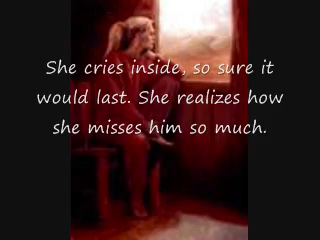 She cries inside, so sure it
would last. She realizes how
she misses him so much.